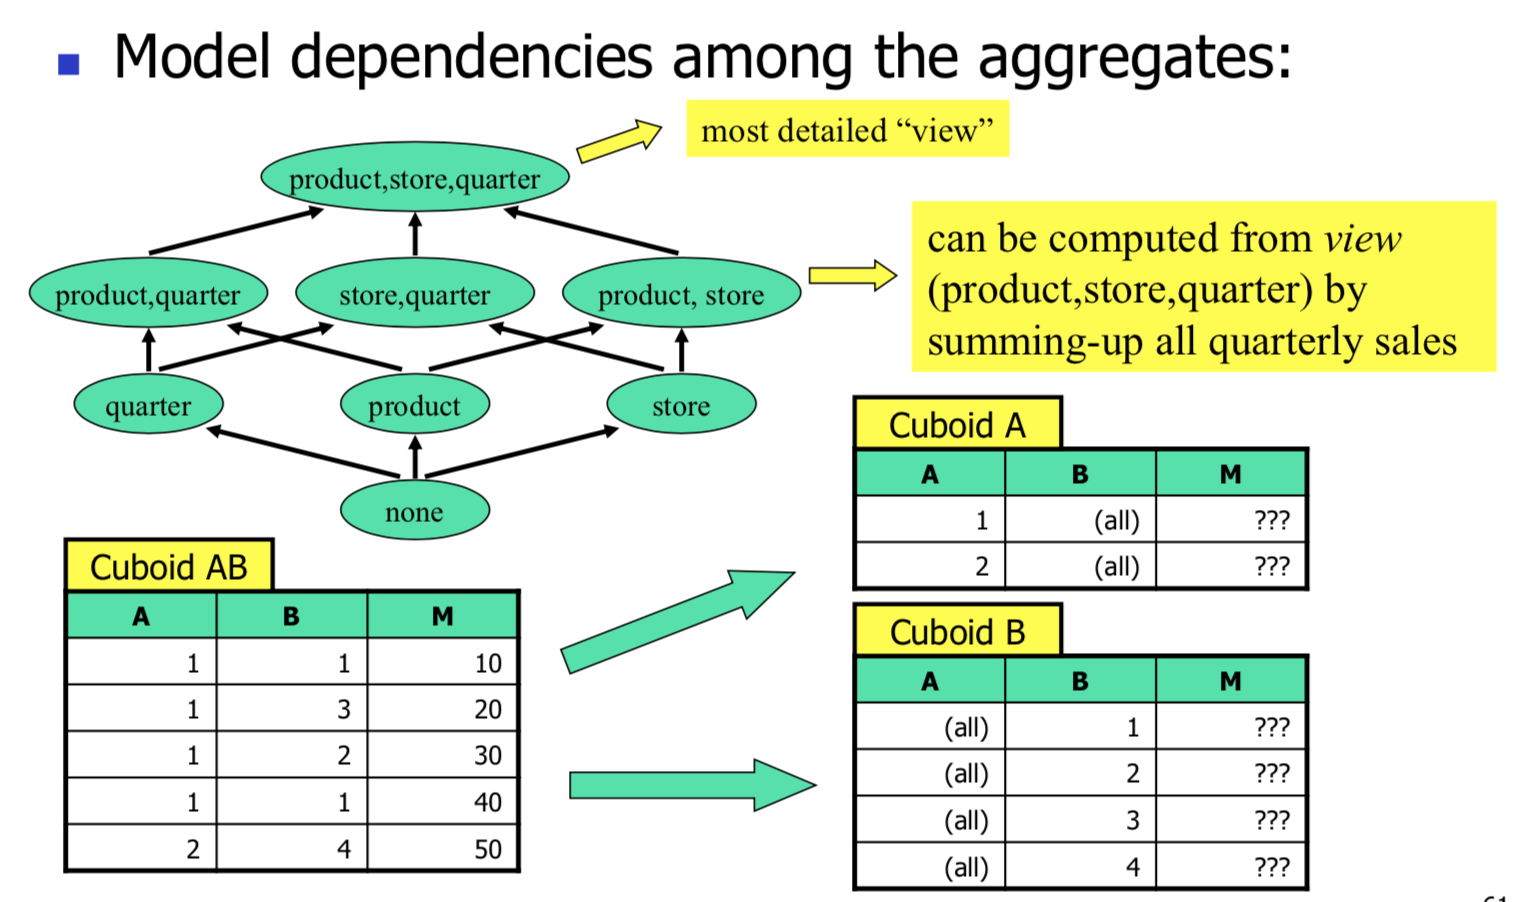 Model dependencies among the aggregates:
most detailed “view”
product,store,quarter
can be computed from view
(product,store,quarter) by
summing-up all quarterly sales
product,quarter store,quarter product, store
quarter product store
none
Cuboid AB
A B M
1 1 10
1 3 20
1 2 30
1 1 40
2 4 50
Cuboid A
A B M
1 (all) ???
2 (all) ???
Cuboid B
A B M
(all) 1 ???
(all) 2 ???
(all) 3 ???
(all) 4 ???